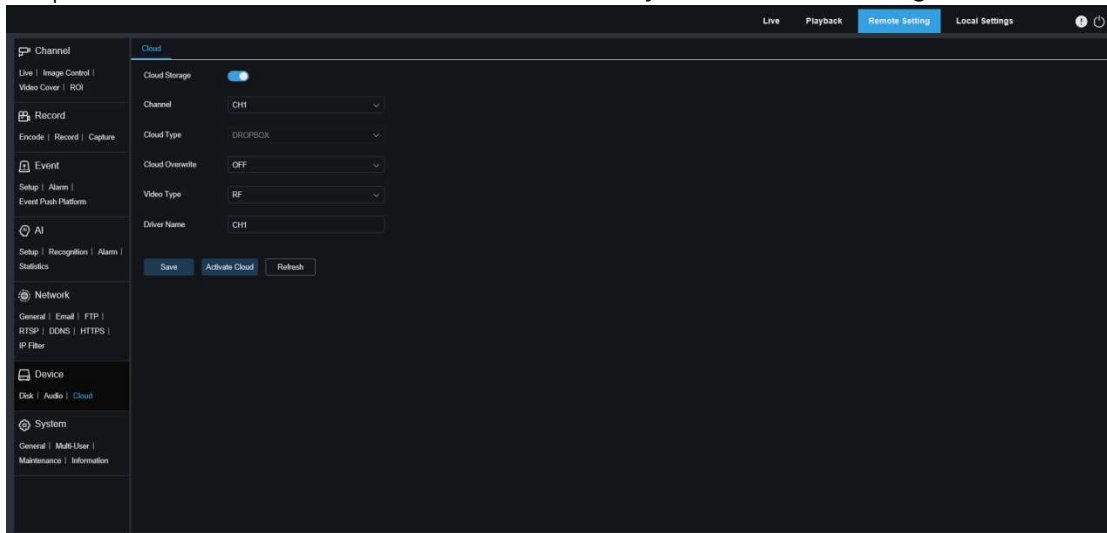 Live Playback Remote Setting Local Settings
Channel
Live | Image Control |
Video Cover | ROI
Record
Encode | Record | Capture
Event
Setup | Alarm |
Event Push Platform
AI
Setup | Recognition | Alarm |
Statistics
Network
General | Email | FTP |
RTSP | DDNS | HTTPS |
IP Filter
Device
Disk | Audio | Cloud
System
General | Multi-User |
Maintenance | Information
Cloud
Cloud Storage
Channel CH1
Cloud Type DROPBOX
Cloud Overwrite OFF
Video Type RF
Driver Name CH1
Save Activate Cloud Refresh